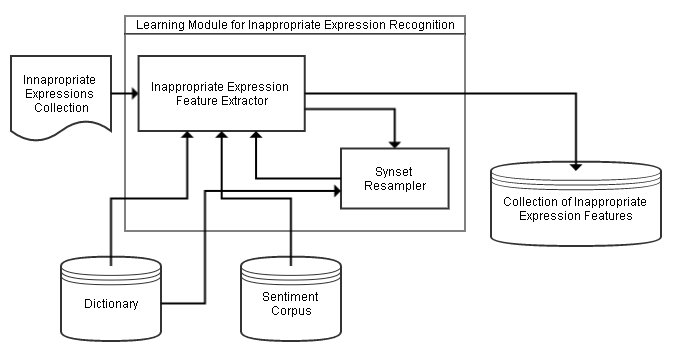 Learning Module for Inappropriate Expression Recognition
Innapropriate
Expressions
Collection
Inappropriate Expression
Feature Extractor
Synset
Resampler
Collection of Inappropriate
Expression Features
Dictionary
Sentiment
Corpus